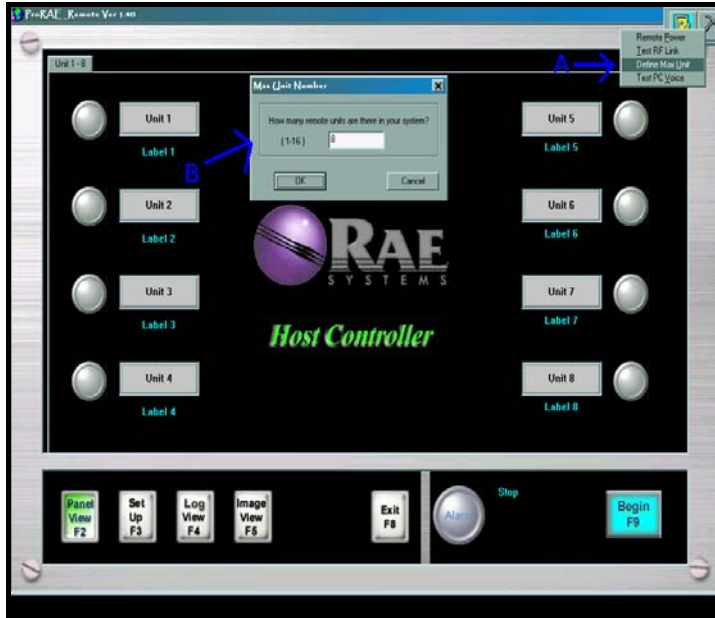 ProRAE_Remote Ver 1.40
Remote Power
Test RF Link
Define Max Unit
Test PC Voice
A
Unit 1 - 8
Max Unit Number
How many remote units are there in your system?
( 1-16 )
8
OK
Cancel
B
Unit 1
Label 1
Unit 2
Label 2
Unit 3
Label 3
Unit 4
Label 4
Unit 5
Label 5
Unit 6
Label 6
Unit 7
Label 7
Unit 8
Label 8
RAE
SYSTEMS
Host Controller
Panel
View
F2
Set
Up
F3
Log
View
F4
Image
View
F5
Exit
F8
Alarm
Stop
Begin
F9